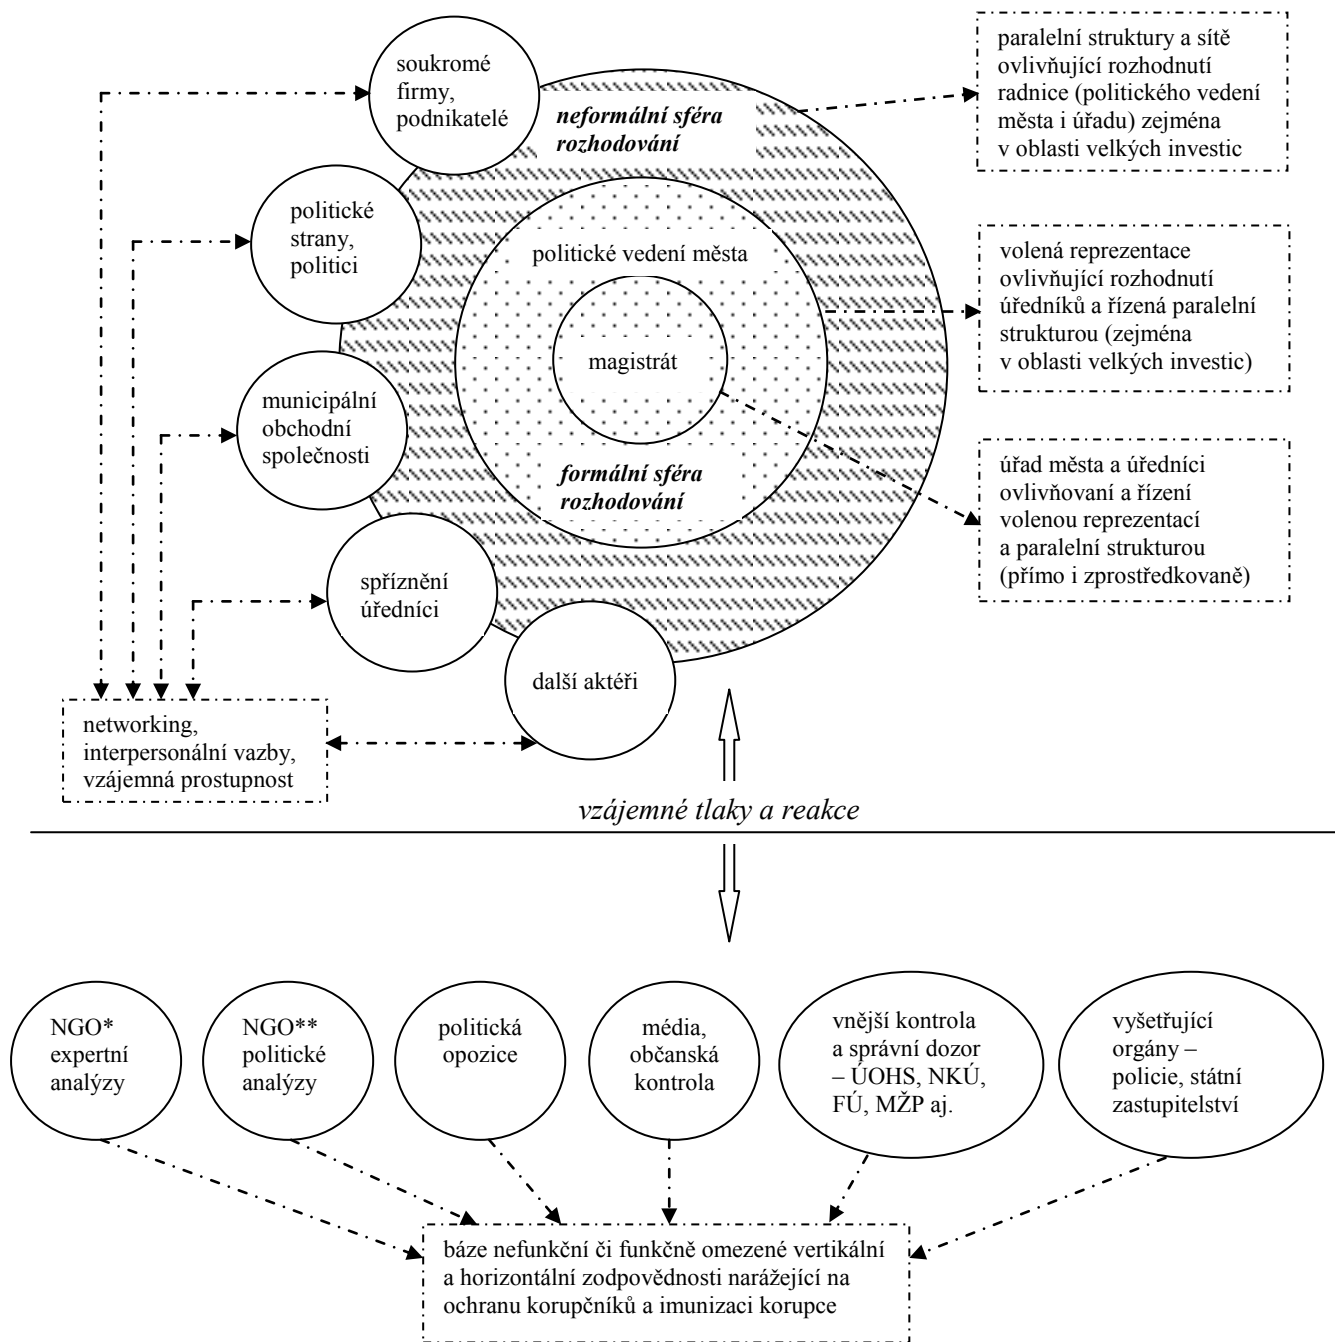 soukromé
firmy,
podnikatelé
neformální sféra
rozhodování
paralelní struktury a sítě
ovlivňující rozhodnutí
radnice (politického vedení
města i úřadu) zejména
v oblasti velkých investic
politické
strany,
politici
politické vedení města
volená reprezentace
ovlivňující rozhodnutí
úředníků a řízená paralelní
strukturou (zejména
v oblasti velkých investic)
magistrát
municipální
obchodní
společnosti
formální sféra
rozhodování
úřad města a úředníci
ovlivňovaní a řízení
volenou reprezentací
a paralelní strukturou
(přímo i zprostředkovaně)
spříznění
úředníci
další aktéři
networking,
interpersonální vazby,
vzájemná prostupnost
vzájemné tlaky a reakce
NGO*
expertní
analýzy
NGO**
politické
analýzy
politická
opozice
média,
občanská
kontrola
vnější kontrola
a správní dozor
– ÚOHS, NKÚ,
FÚ, MŽP aj.
vyšetřující
orgány –
policie, státní
zastupitelství
báze nefunkční či funkčně omezené vertikální
a horizontální zodpovědnosti narážející na
ochranu korupčníků a imunizaci korupce